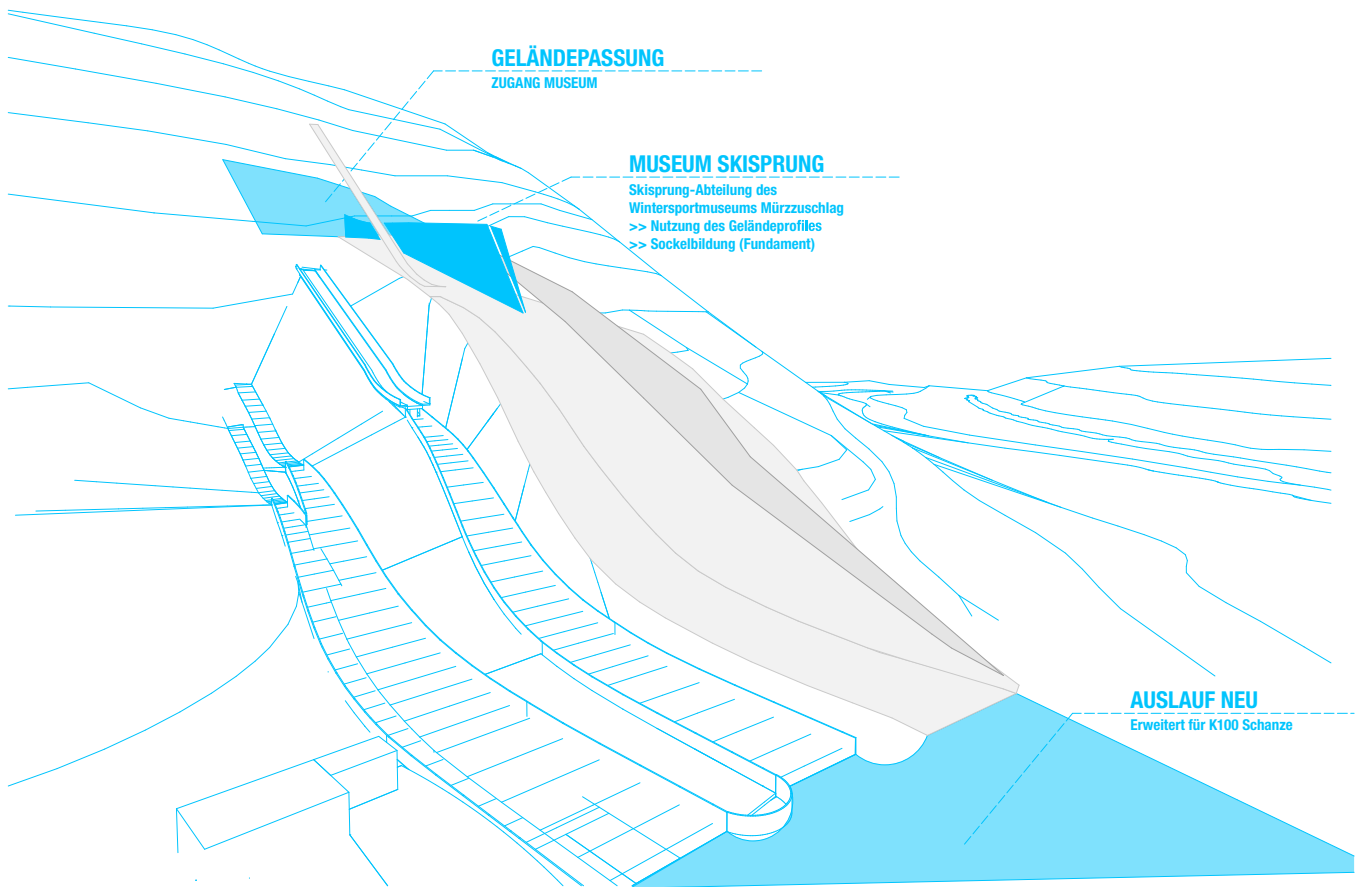 GELÄNDEPASSUNG
ZUGANG MUSEUM
MUSEUM SKISPRUNG
Skisprung-Abteilung des
Wintersportmuseums Mürzzuschlag
>> Nutzung des Geländeprofiles
>> Sockelbildung (Fundament)
AUSLAUF NEU
Erweitert für K100 Schanze